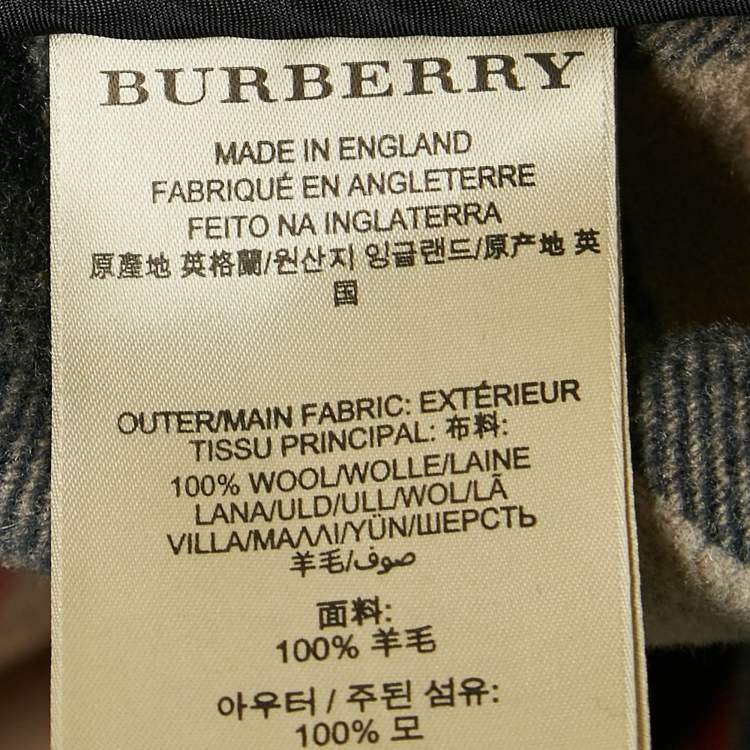 BURBERRY
MADE IN ENGLAND
FABRIQUÉ EN ANGLETERRE
FEITO NA INGLATERRA
原產地 英格蘭/원산지 잉글랜드/原产地 英
国
OUTER/MAIN FABRIC: EXTÉRIEUR
TISSU PRINCIPAL: 布料:
100% WOOL/WOLLE/LAINE
LANA/ULD/ULL/WOL/LÃ
VILLA/ΜΑΛΛΙ/YÜN/ШЕРСТЬ
羊毛/صوف
面料:
100% 羊毛
아우터 / 주된 섬유:
100% 모